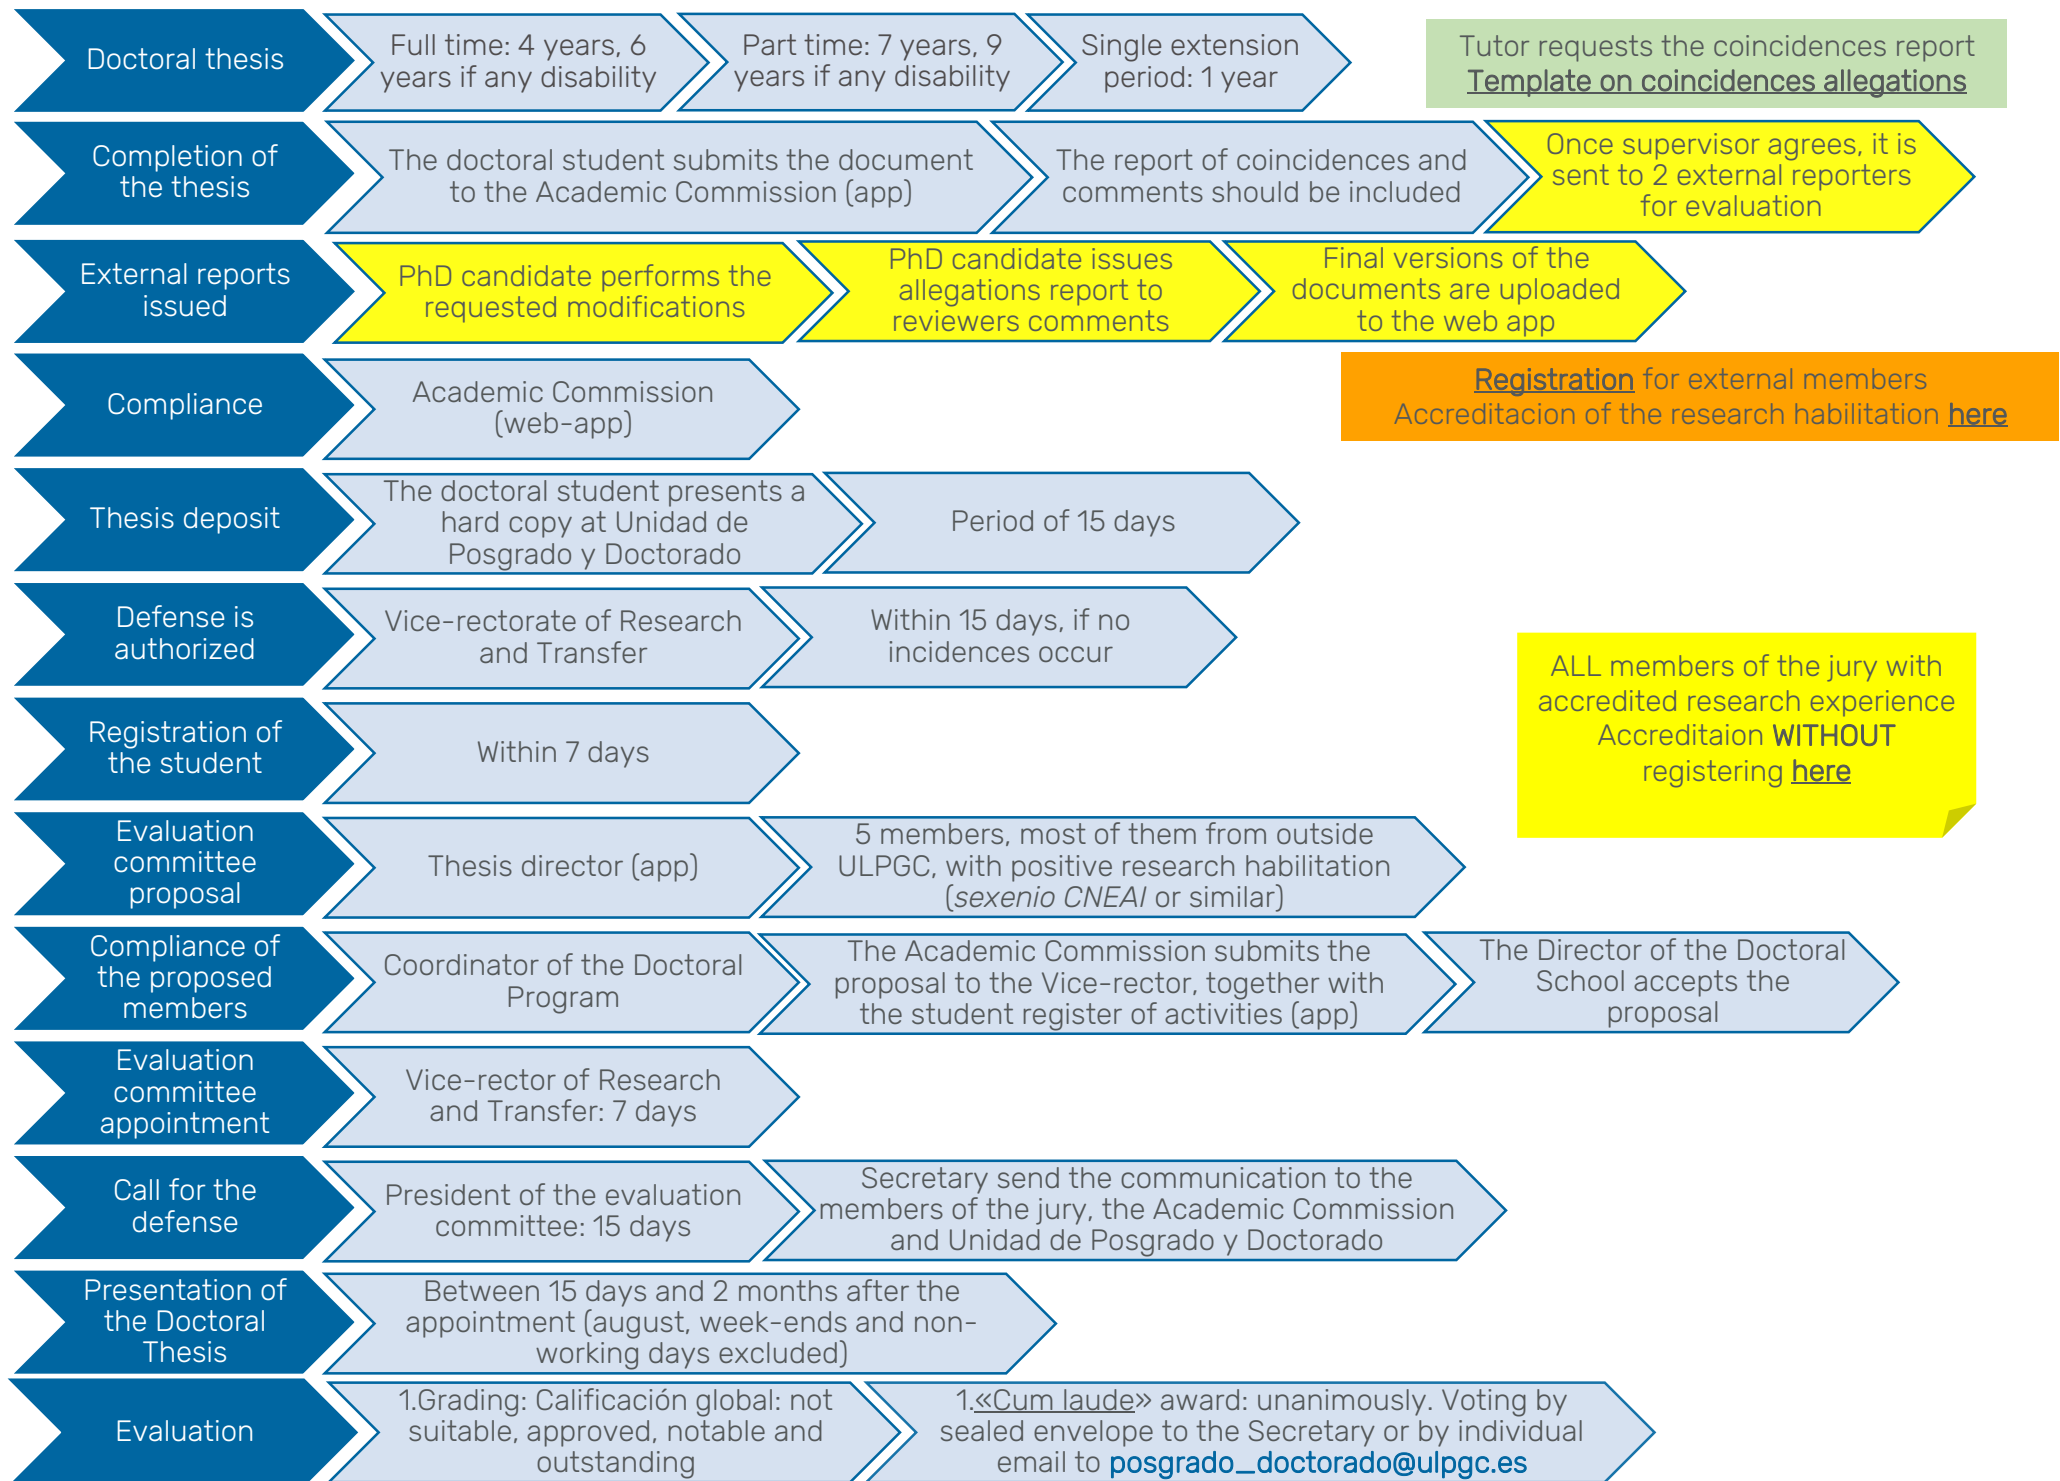 Doctoral thesis
Full time: 4 years, 6
years if any disability
Part time: 7 years, 9
years if any disability
Single extension
period: 1 year
Tutor requests the coincidences report
Template on coincidences allegations
Completion of
the thesis
The doctoral student submits the document
to the Academic Commission (app)
The report of coincidences and
comments should be included
Once supervisor agrees, it is
sent to 2 external reporters
for evaluation
External reports
issued
PhD candidate performs the
requested modifications
PhD candidate issues
allegations report to
reviewers comments
Final versions of the
documents are uploaded
to the web app
Compliance
Academic Commission
(web-app)
Registration for external members
Accreditacion of the research habilitation here
Thesis deposit
The doctoral student presents a
hard copy at Unidad de
Posgrado y Doctorado
Period of 15 days
Defense is
authorized
Vice-rectorate of Research
and Transfer
Within 15 days, if no
incidences occur
ALL members of the jury with
accredited research experience
Accreditaion WITHOUT
registering here
Registration of
the student
Within 7 days
Evaluation
committee
proposal
Thesis director (app)
5 members, most of them from outside
ULPGC, with positive research habilitation
(sexenio CNEAI or similar)
Compliance of
the proposed
members
Coordinator of the Doctoral
Program
The Academic Commission submits the
proposal to the Vice-rector, together with
the student register of activities (app)
The Director of the Doctoral
School accepts the
proposal
Evaluation
committee
appointment
Vice-rector of Research
and Transfer: 7 days
Call for the
defense
President of the evaluation
committee: 15 days
Secretary send the communication to the
members of the jury, the Academic Commission
and Unidad de Posgrado y Doctorado
Presentation of
the Doctoral
Thesis
Between 15 days and 2 months after the
appointment (august, week-ends and non-
working days excluded)
Evaluation
1.Grading: Calificación global: not
suitable, approved, notable and
outstanding
1.«Cum laude» award: unanimously. Voting by
sealed envelope to the Secretary or by individual
email to posgrado_doctorado@ulpgc.es